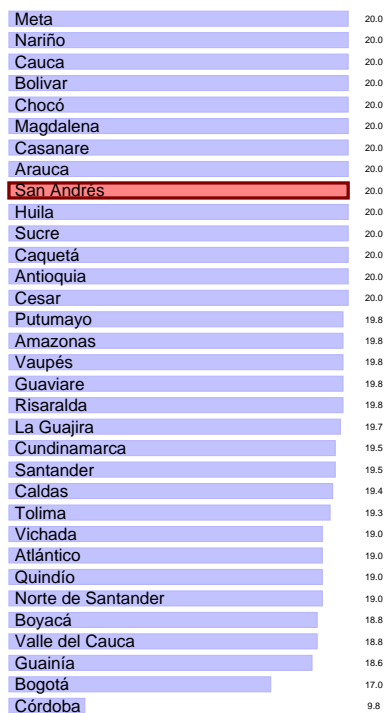 Meta 20.0
Nariño 20.0
Cauca 20.0
Bolivar 20.0
Chocó 20.0
Magdalena 20.0
Casanare 20.0
Arauca 20.0
San Andrés 20.0
Huila 20.0
Sucre 20.0
Caquetá 20.0
Antioquia 20.0
Cesar 20.0
Putumayo 19.8
Amazonas 19.8
Vaupés 19.8
Guaviare 19.8
Risaralda 19.8
La Guajira 19.7
Cundinamarca 19.5
Santander 19.5
Caldas 19.4
Tolima 19.3
Vichada 19.0
Atlántico 19.0
Quindío 19.0
Norte de Santander 19.0
Boyacá 18.8
Valle del Cauca 18.8
Guainía 18.6
Bogotá 17.0
Córdoba 9.8